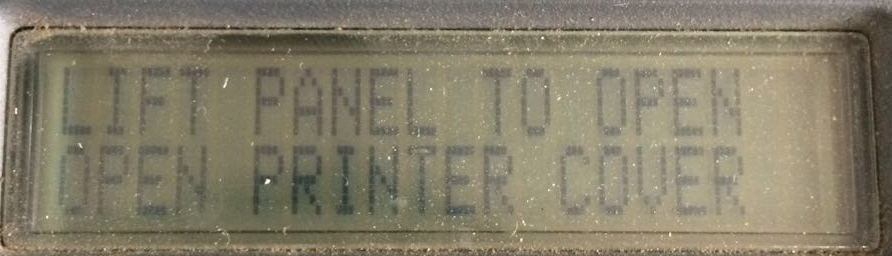 LIFT PANEL TO OPEN
OPEN PRINTER COVER